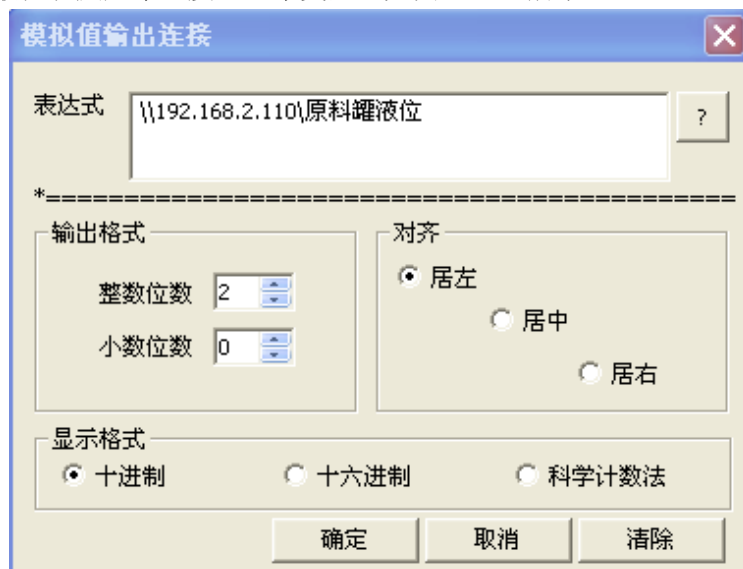 模拟值输出连接
表达式
\\192.168.2.110\原料罐液位
?
*==========================================
输出格式
整数位数 2
小数位数 0
对齐
居左
居中
居右
显示格式
十进制 十六进制 科学计数法
确定 取消 清除